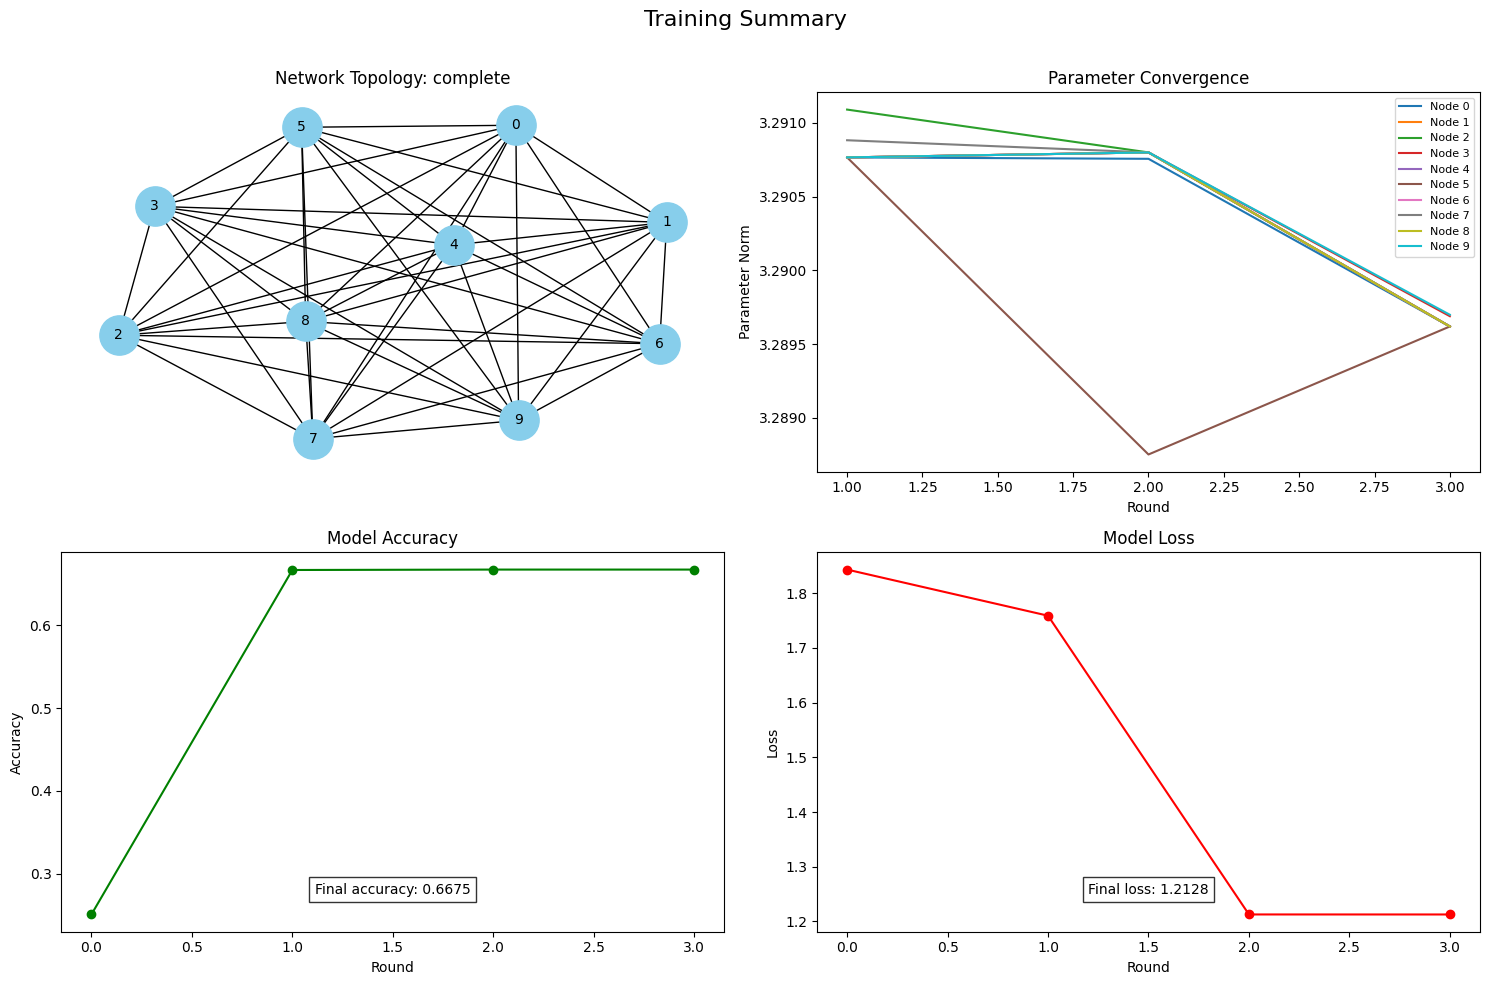 Training Summary
Network Topology: complete
5
0
3
1
4
8
2
6
9
7
Parameter Convergence
Parameter Norm
3.2910
3.2905
3.2900
3.2895
3.2890
1.00 1.25 1.50 1.75 2.00 2.25 2.50 2.75 3.00
Round
Node 0
Node 1
Node 2
Node 3
Node 4
Node 5
Node 6
Node 7
Node 8
Node 9
Model Accuracy
Accuracy
0.6
0.5
0.4
0.3
Final accuracy: 0.6675
0.0 0.5 1.0 1.5 2.0 2.5 3.0
Round
Model Loss
Loss
1.8
1.7
1.6
1.5
1.4
1.3
1.2
Final loss: 1.2128
0.0 0.5 1.0 1.5 2.0 2.5 3.0
Round